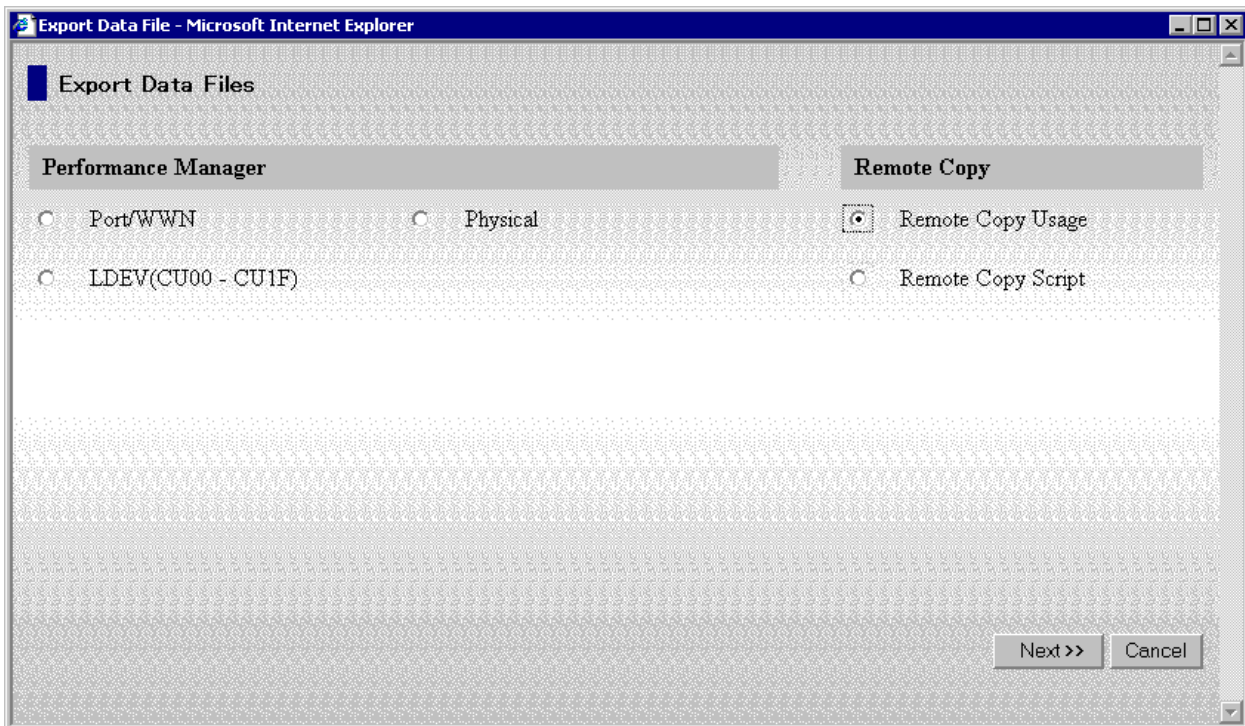 Export Data File - Microsoft Internet Explorer
Export Data Files
Performance Manager
Remote Copy
Port/WWN
Physical
Remote Copy Usage
LDEV(CU00 - CU1F)
Remote Copy Script
Next >>
Cancel